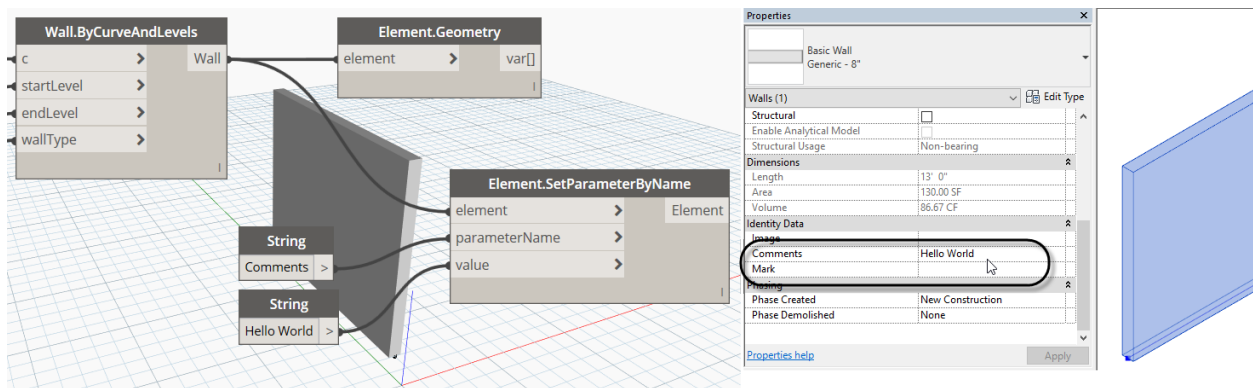 Wall.ByCurveAndLevels
c > Wall
startLevel >
endLevel >
wallType >
l
Element.Geometry
element > var[]
l
Element.SetParameterByName
element > Element
parameterName >
value >
l
String
Comments >
String
Hello World >
Properties X
Basic Wall
Generic - 8"
Walls (1) Edit Type
Structural
Enable Analytical Model
Structural Usage Non-bearing
Dimensions
Length 13' 0"
Area 130.00 SF
Volume 86.67 CF
Identity Data
Image
Comments Hello World
Mark
Phasing
Phase Created New Construction
Phase Demolished None
Properties help Apply